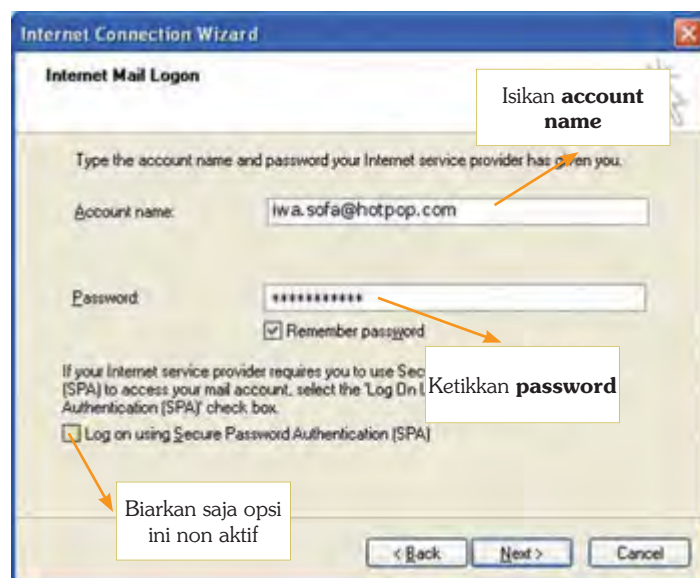 Internet Connection Wizard
Internet Mail Logon
Isikan account
name
Type the account name and password your Internet service provider has given you.
Account name:
iwa.sofa@hotpop.com
Password:
***********
Remember password
If your Internet service provider requires you to use Sec
(SPA) to access your mail account, select the 'Log On
Authentication (SPA)' check box.
Ketikkan password
Log on using Secure Password Authentication (SPA)
Biarkan saja opsi
ini non aktif
< Back
Next >
Cancel